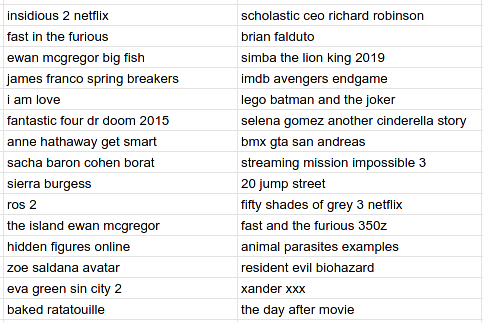 insidious 2 netflix	scholastic ceo richard robinson
fast in the furious	brian falduto
ewan mcgregor big fish	simba the lion king 2019
james franco spring breakers	imdb avengers endgame
i am love	lego batman and the joker
fantastic four dr doom 2015	selena gomez another cinderella story
anne hathaway get smart	bmx gta san andreas
sacha baron cohen borat	streaming mission impossible 3
sierra burgess	20 jump street
ros 2	fifty shades of grey 3 netflix
the island ewan mcgregor	fast and the furious 350z
hidden figures online	animal parasites examples
zoe saldana avatar	resident evil biohazard
eva green sin city 2	xander xxx
baked ratatouille	the day after movie